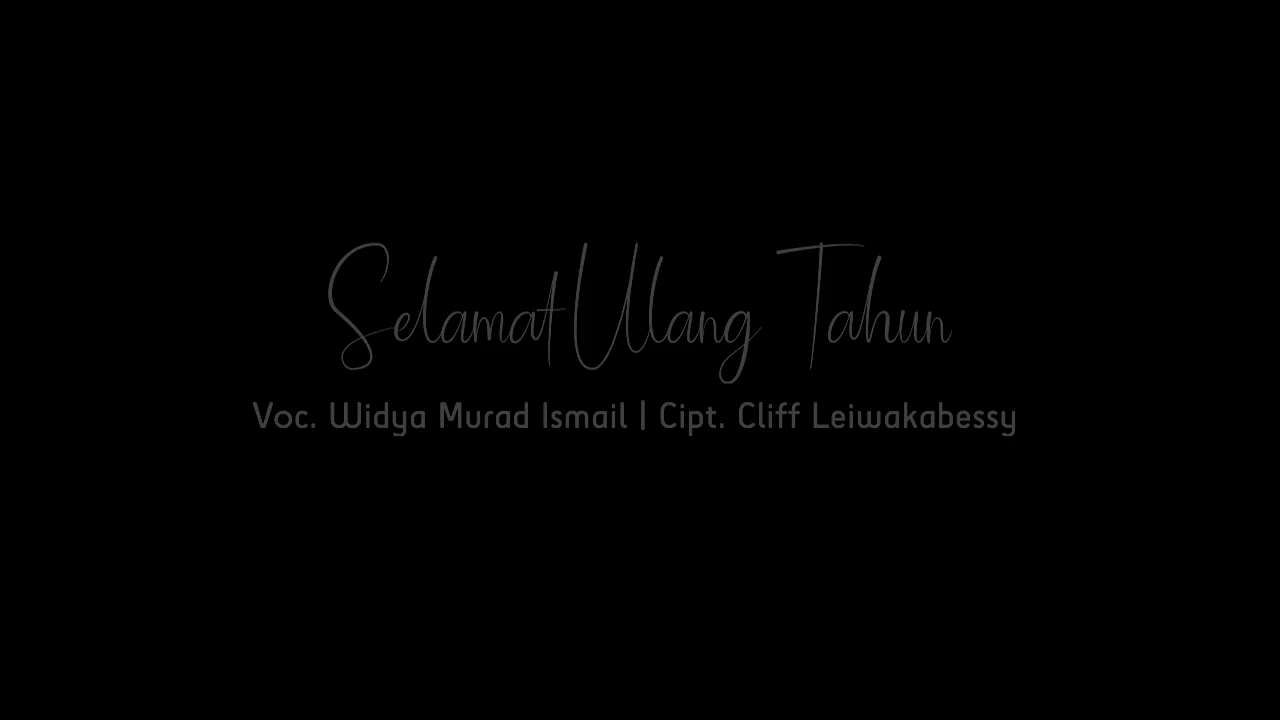 Selamat Ulang Tahun
Voc. Widya Murad Ismail | Cipt. Cliff Leiwakabessy